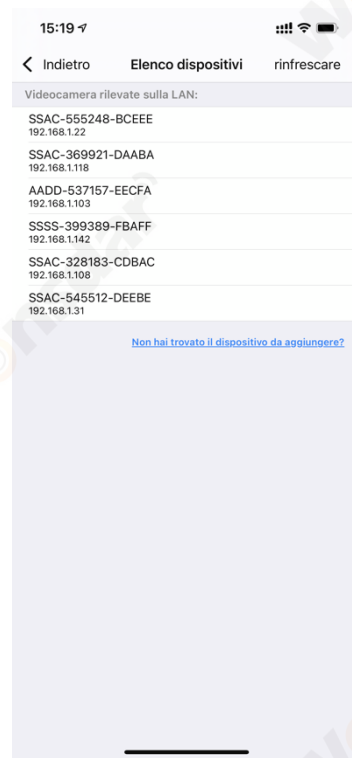 15:19
Indietro
Elenco dispositivi
rinfrescare
Videocamera rilevate sulla LAN:
SSAC-555248-BCEEE
192.168.1.22
SSAC-369921-DAABA
192.168.1.118
AADD-537157-EECFA
192.168.1.103
SSSS-399389-FBAFF
192.168.1.142
SSAC-328183-CDBAC
192.168.1.108
SSAC-545512-DEEBE
192.168.1.31
Non hai trovato il dispositivo da aggiungere?